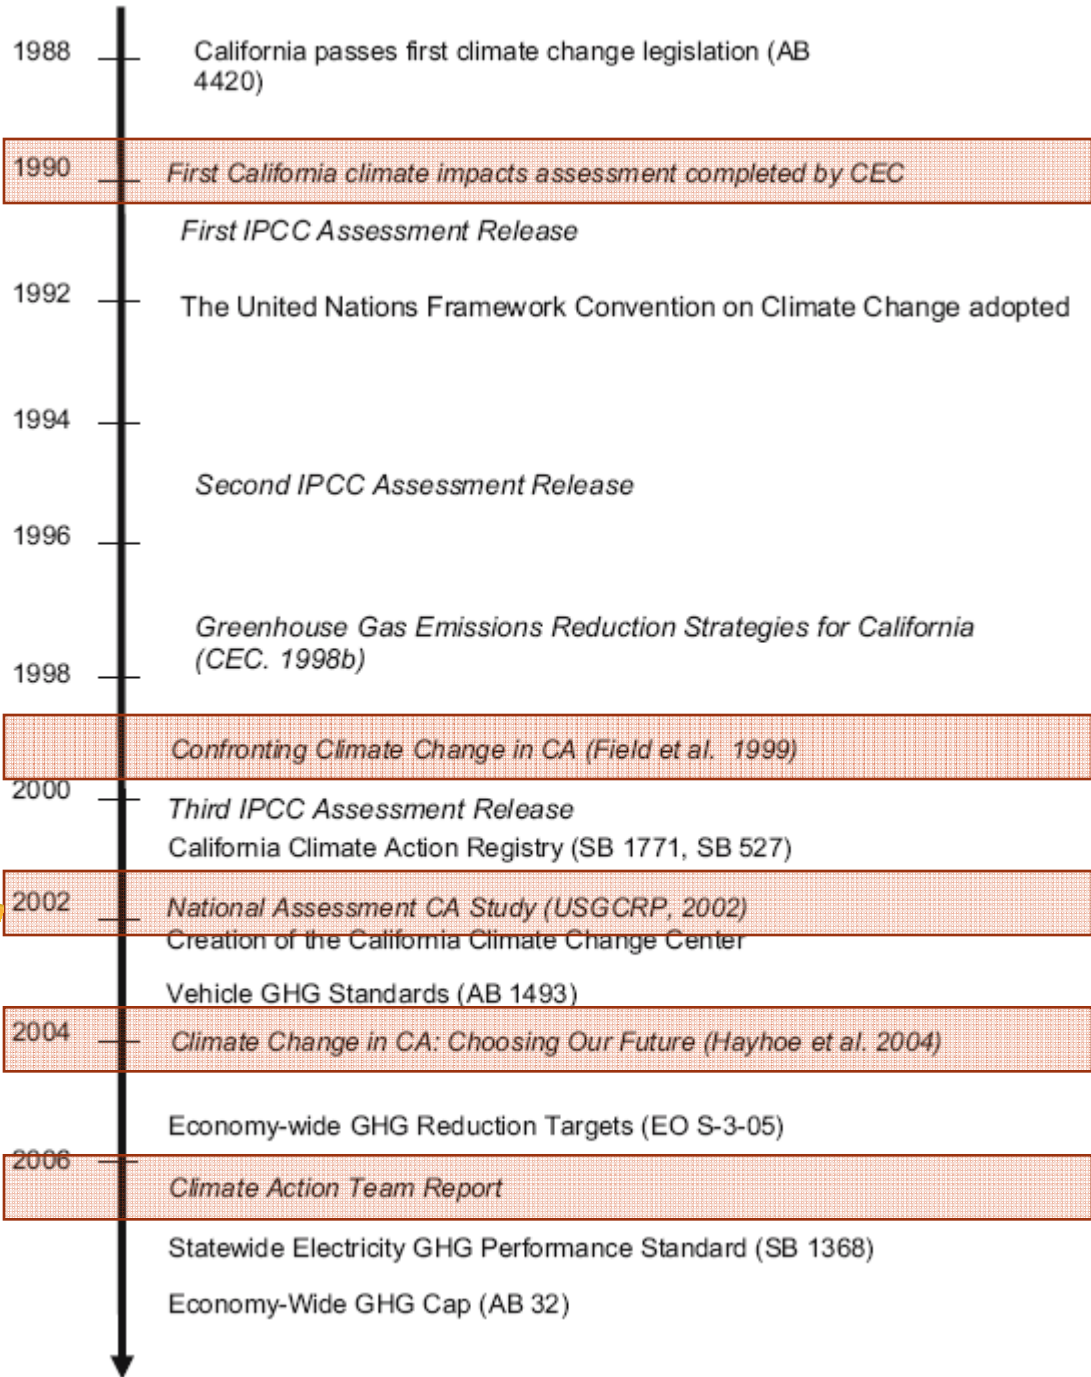 1988 California passes first climate change legislation (AB
4420)
1990 First California climate impacts assessment completed by CEC
First IPCC Assessment Release
1992 The United Nations Framework Convention on Climate Change adopted
1994
Second IPCC Assessment Release
1996
Greenhouse Gas Emissions Reduction Strategies for California
(CEC. 1998b)
1998
Confronting Climate Change in CA (Field et al. 1999)
2000
Third IPCC Assessment Release
California Climate Action Registry (SB 1771, SB 527)
2002 National Assessment CA Study (USGCRP, 2002)
Creation of the California Climate Change Center
Vehicle GHG Standards (AB 1493)
2004 Climate Change in CA: Choosing Our Future (Hayhoe et al. 2004)
Economy-wide GHG Reduction Targets (EO S-3-05)
2006
Climate Action Team Report
Statewide Electricity GHG Performance Standard (SB 1368)
Economy-Wide GHG Cap (AB 32)